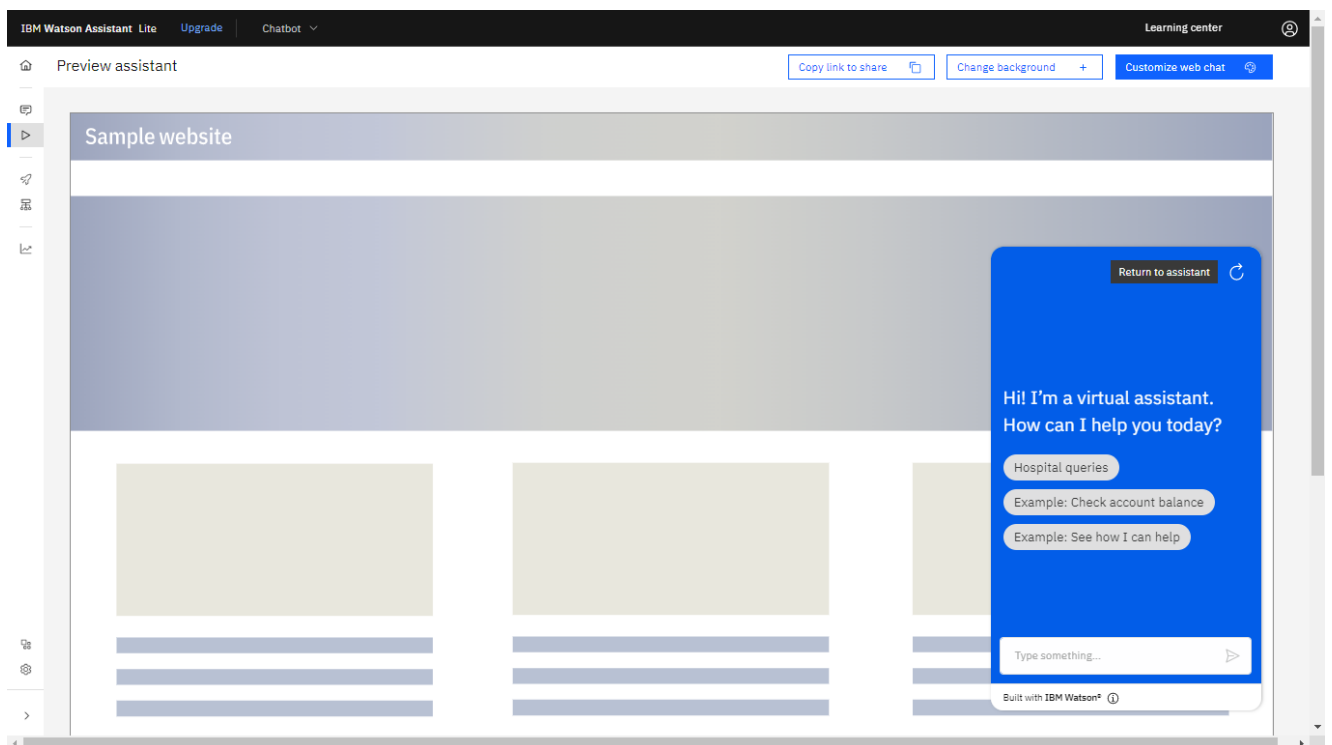 IBM Watson Assistant Lite Upgrade Chatbot Learning center
Preview assistant Copy link to share Change background + Customize web chat
Sample website
Return to assistant
Hi! I'm a virtual assistant.
How can I help you today?
Hospital queries
Example: Check account balance
Example: See how I can help
Type something...
Built with IBM Watson®